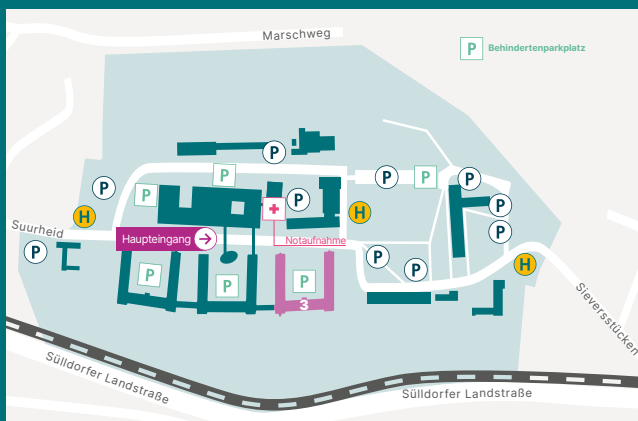 Marschweg
P
Behindertenparkplatz
P
P
P
P
P
P
P
P
P
H
H
P
Suurheid
Haupteingang
Notaufnahme
P
P
P
P
P
P
P
H
3
Sieversstücken
Sülldorfer Landstraße
Sülldorfer Landstraße